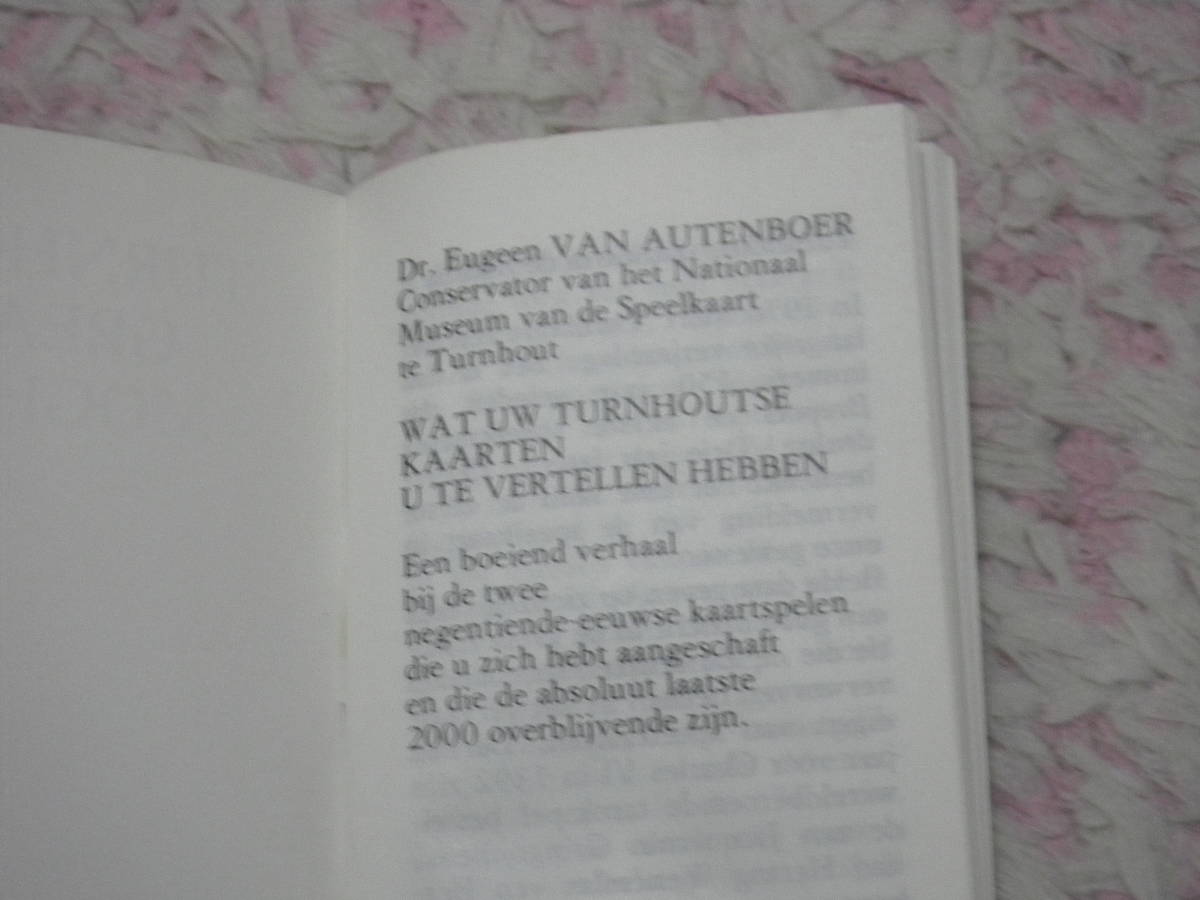 Dr. Eugeen VAN AUTENBOER
Conservator van het Nationaal
Museum van de Speelkaart
te Turnhout
WAT UW TURNHOUTSE
KAARTEN
U TE VERTELLEN HEBBEN
Een boeiend verhaal
bij de twee
negentiende-eeuwse kaartspelen
die u zich hebt aangeschaft
en die de absoluut laatste
2000 overblijvende zijn.